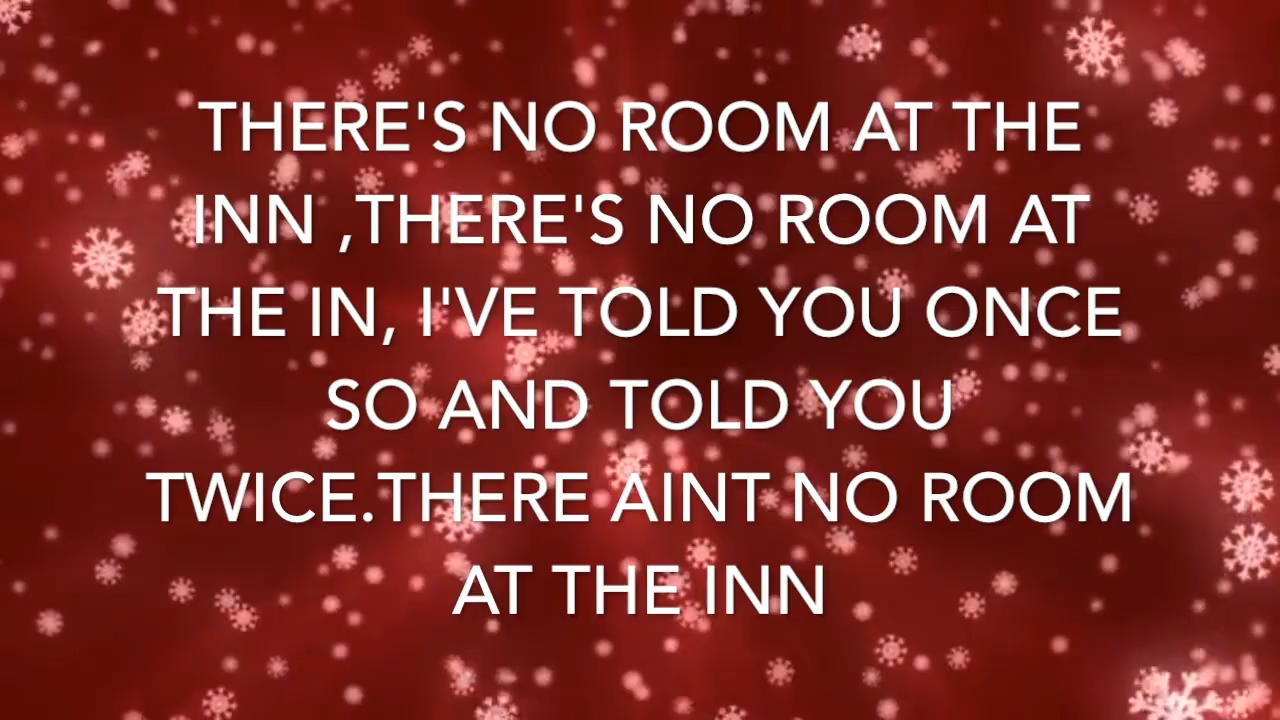 THERE'S NO ROOM AT THE
INN ,THERE'S NO ROOM AT
THE IN, I'VE TOLD YOU ONCE
SO AND TOLD YOU
TWICE.THERE AINT NO ROOM
AT THE INN